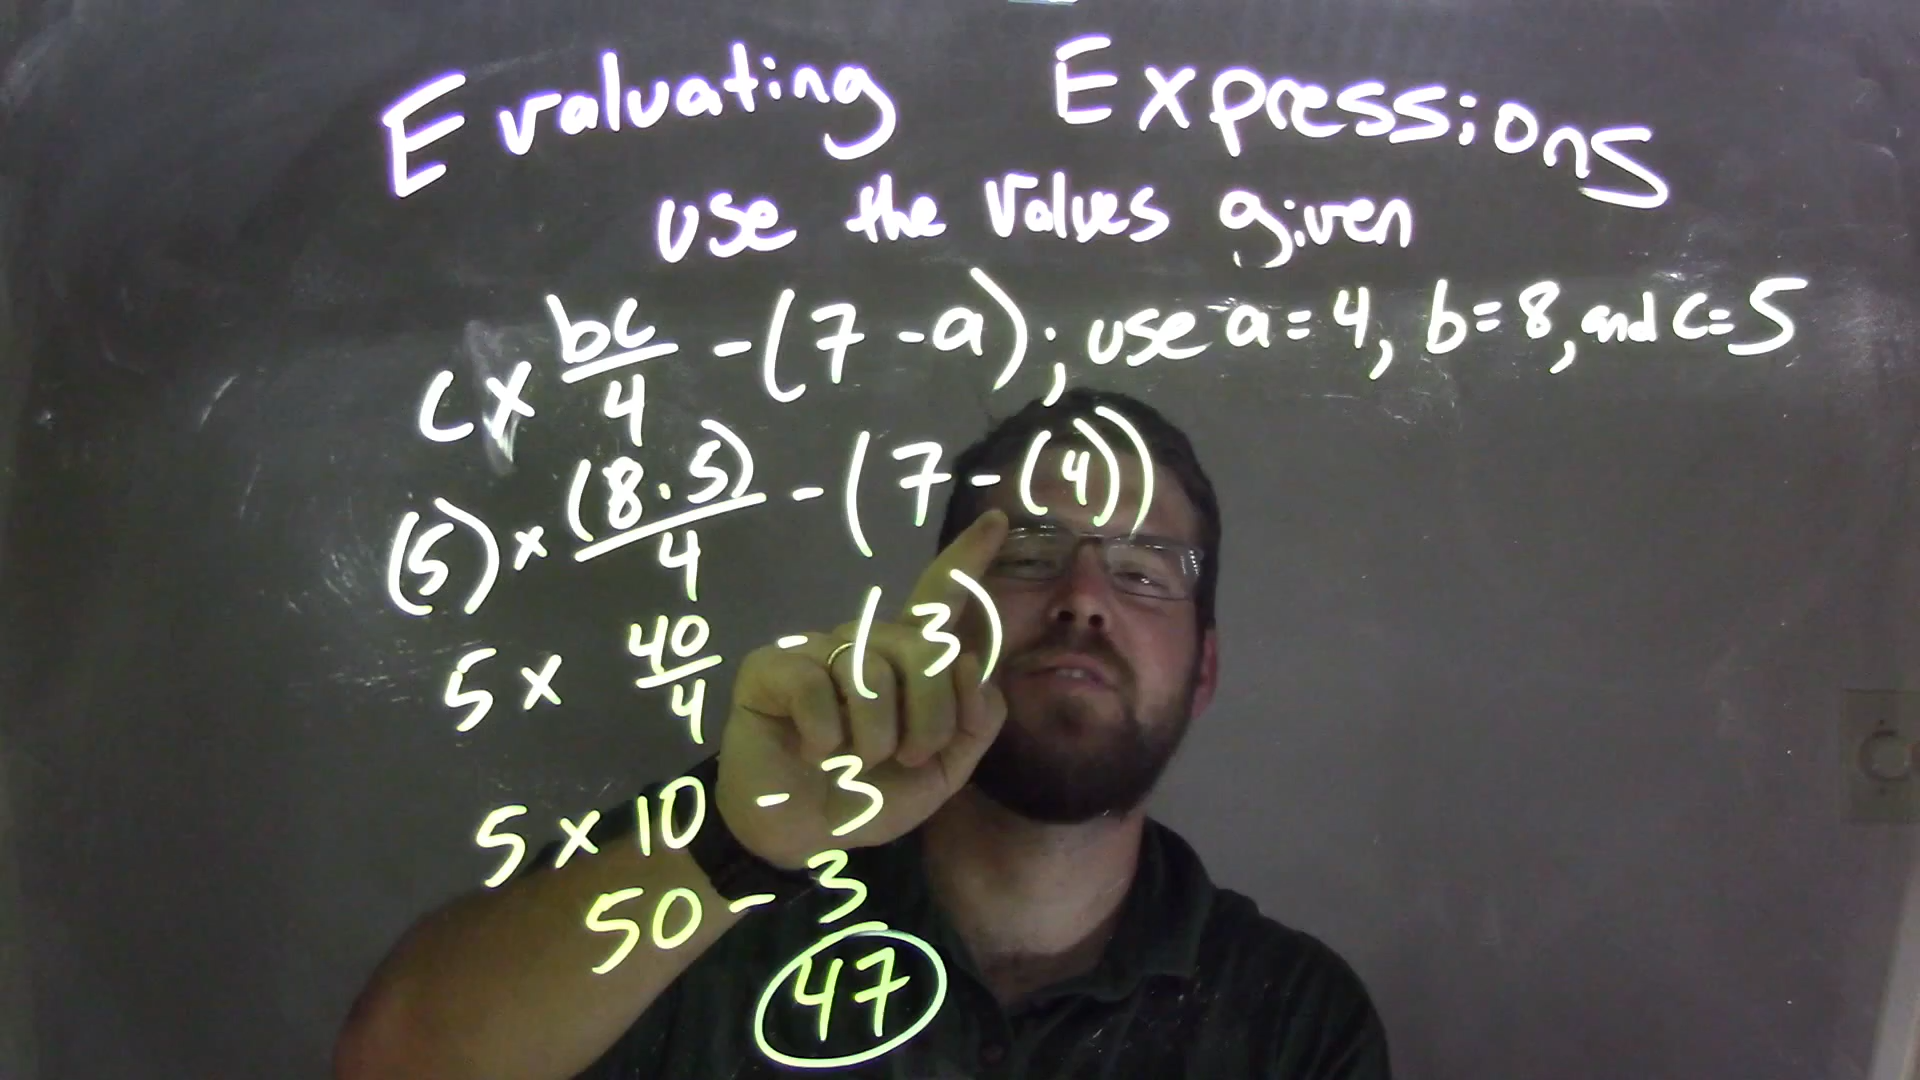 Evaluating Expressions
use the values given
c x bc/4 - (7 - a); use a = 4, b = 8, and c = 5
(5) x (8 · 5)/4 - (7 - (4))
5 x 40/4 - (3)
5 x 10 - 3
50 - 3
47